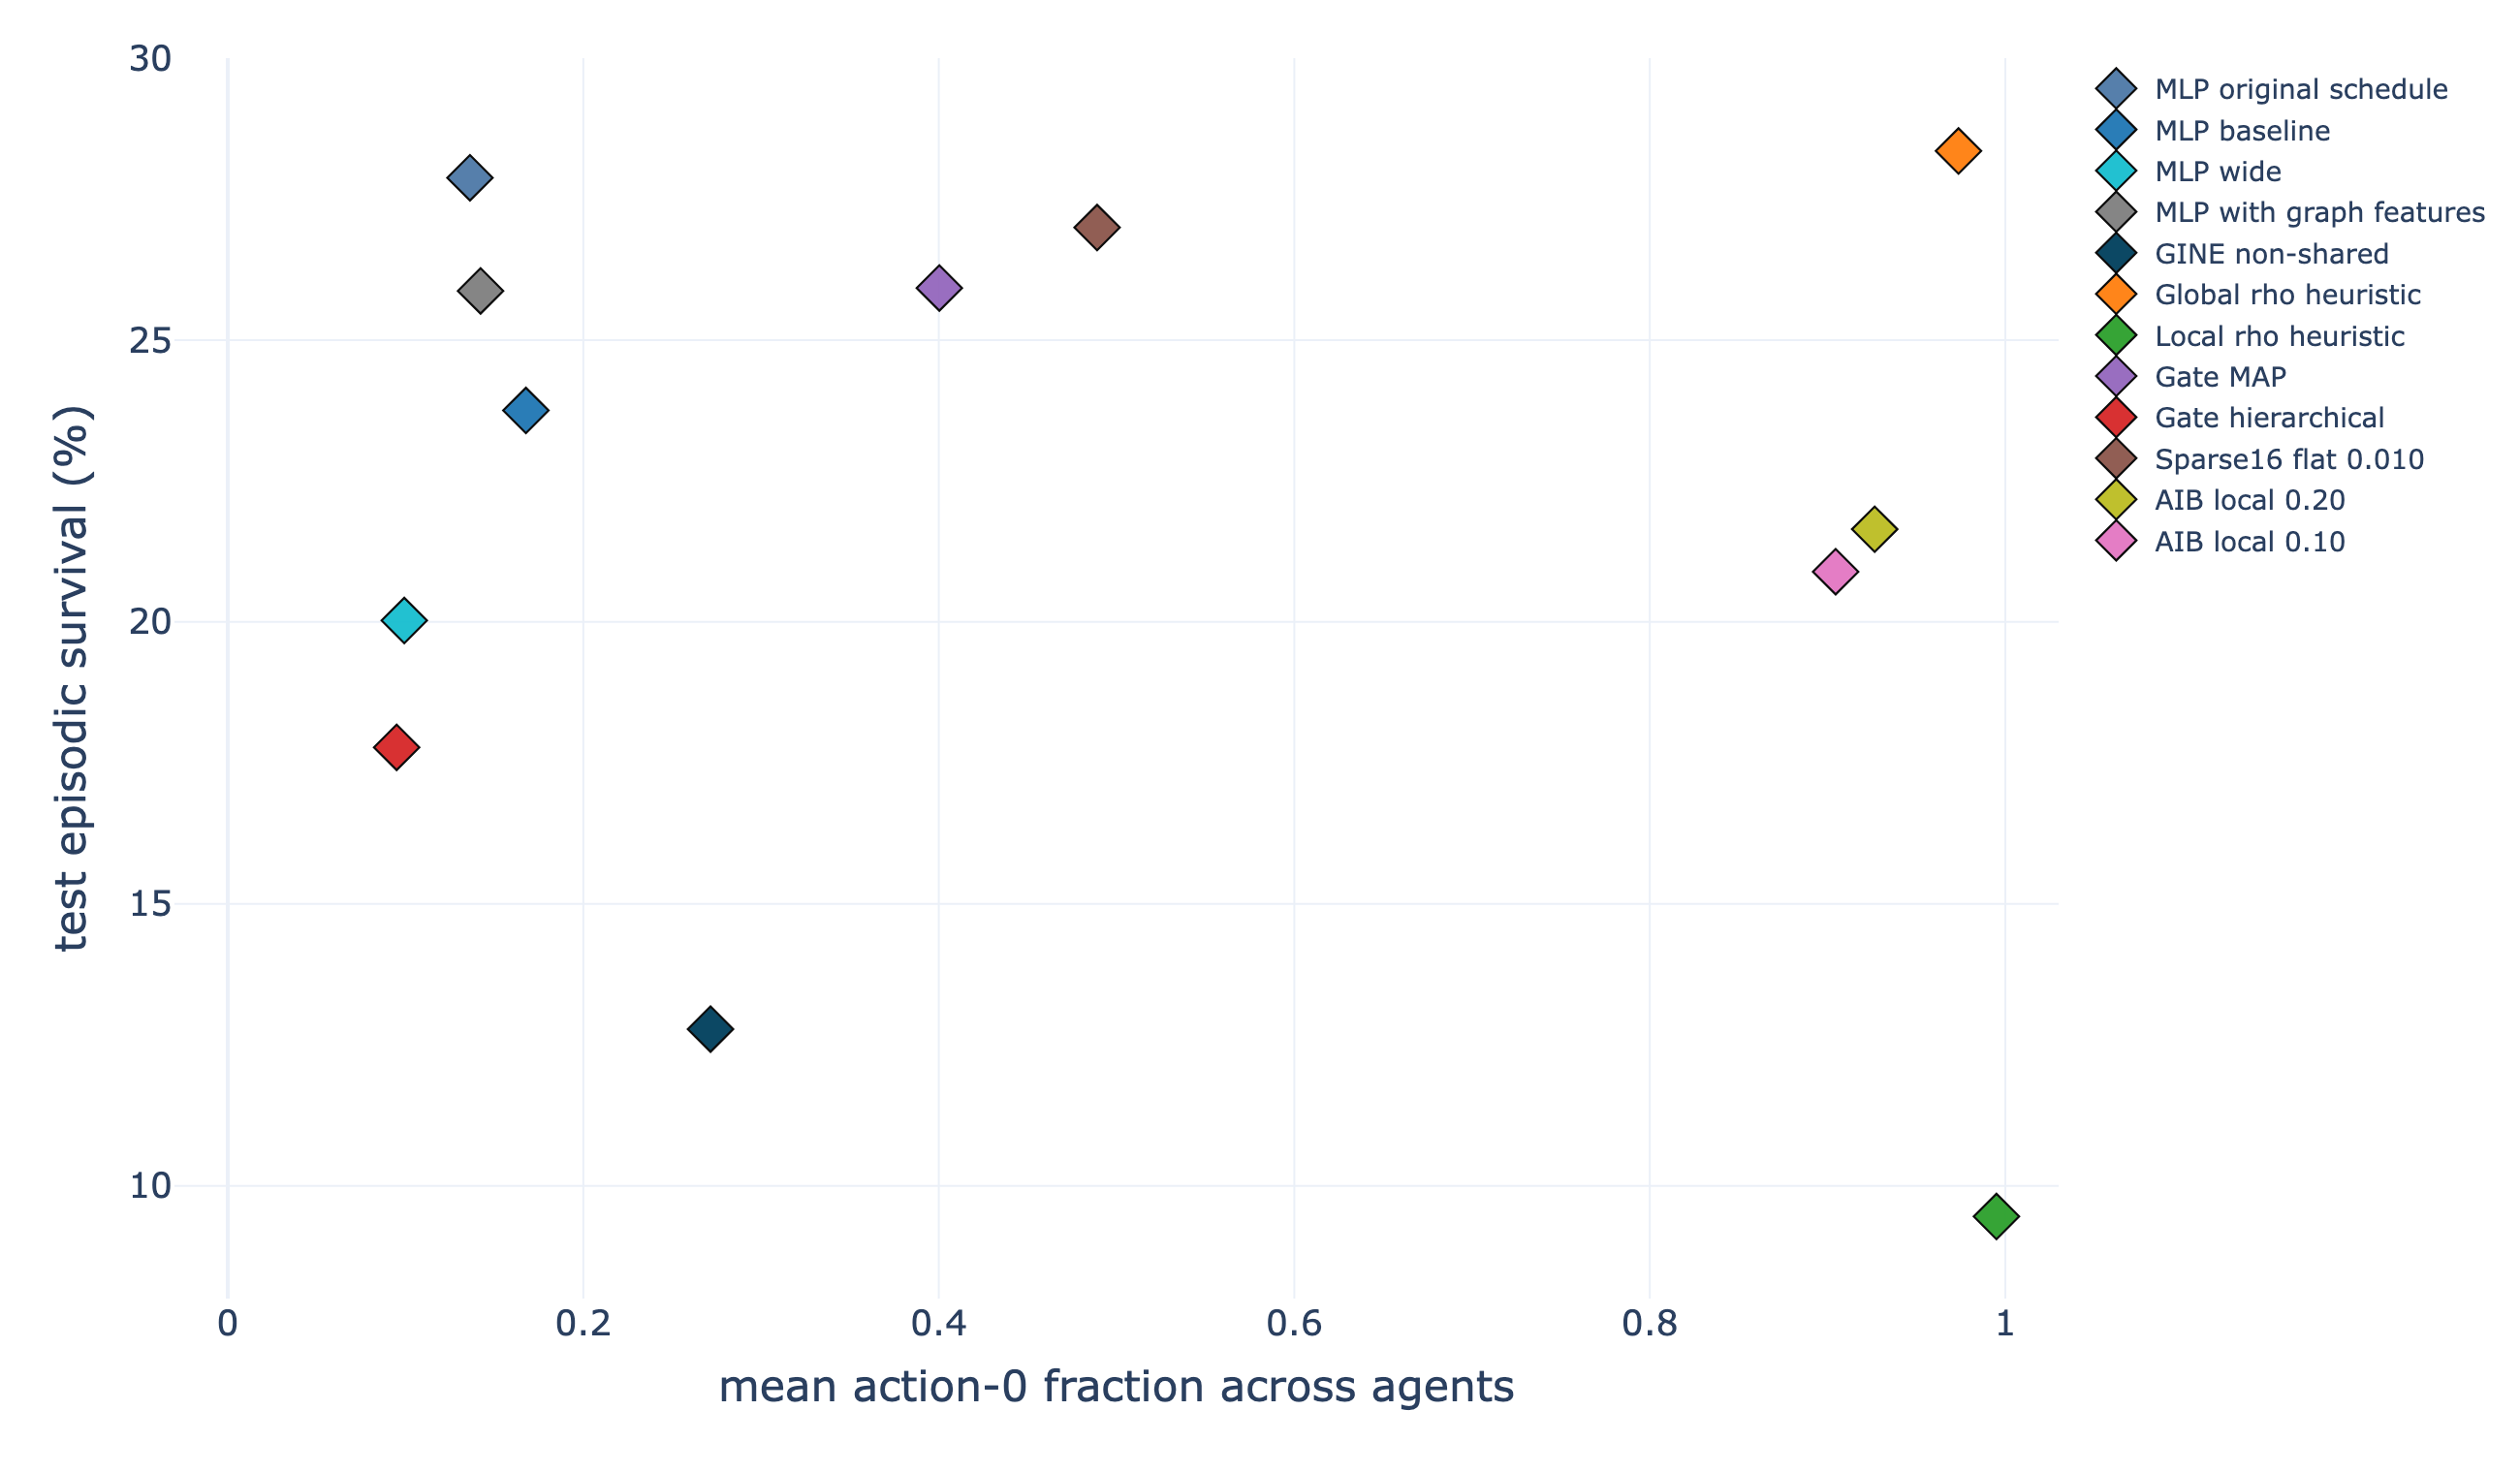 30
25
20
15
10
test episodic survival (%)
0
0.2
0.4
0.6
0.8
1
mean action-0 fraction across agents
MLP original schedule
MLP baseline
MLP wide
MLP with graph features
GINE non-shared
Global rho heuristic
Local rho heuristic
Gate MAP
Gate hierarchical
Sparse16 flat 0.010
AIB local 0.20
AIB local 0.10